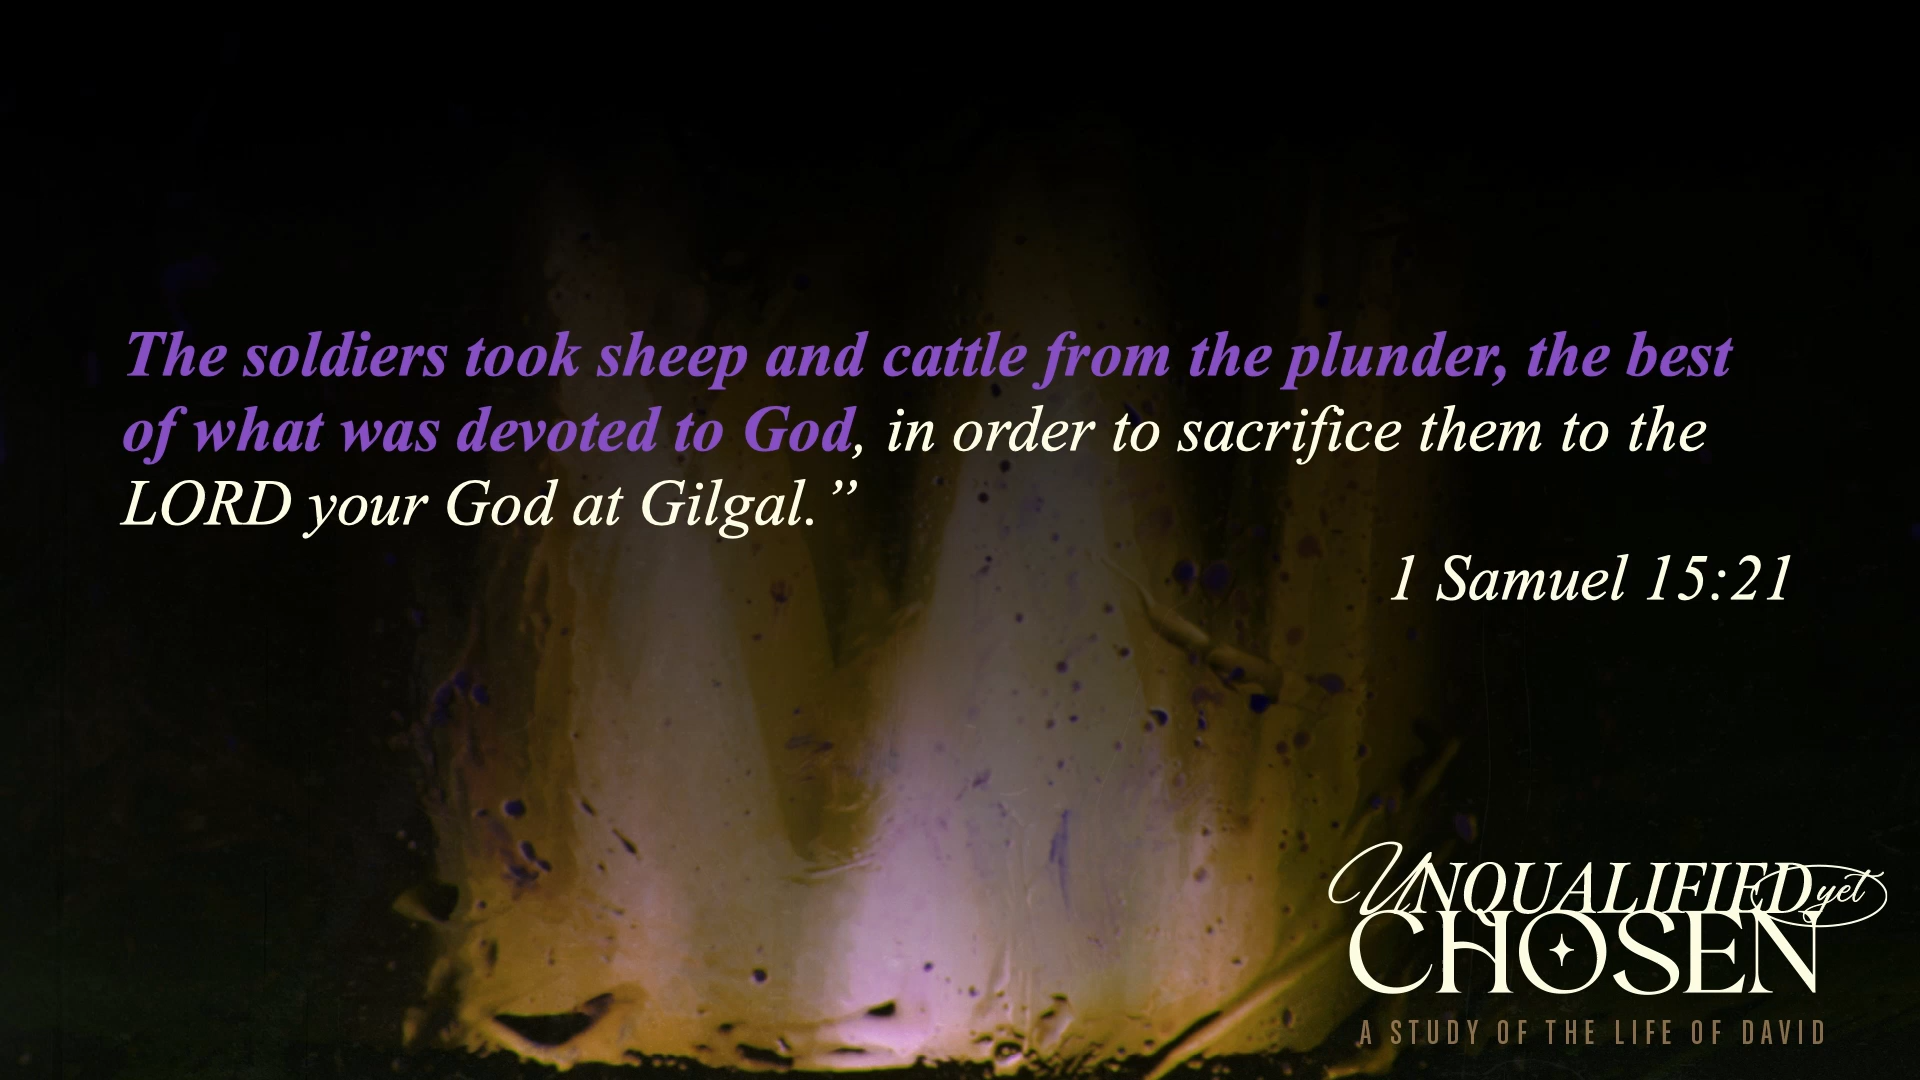 The soldiers took sheep and cattle from the plunder, the best
of what was devoted to God, in order to sacrifice them to the
LORD your God at Gilgal.”
1 Samuel 15:21
UNQUALIFIED yet
CHOSEN
A STUDY OF THE LIFE OF DAVID